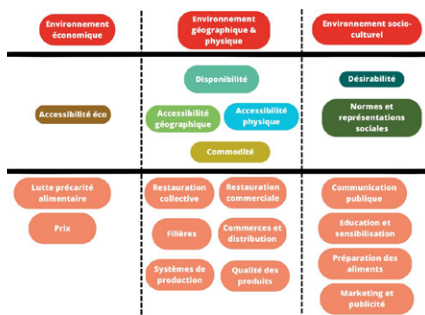 Environnement
économique
Environnement
géographique &
physique
Environnement socio-
culturel
Accessibilité éco
Disponibilité
Accessibilité
géographique
Accessibilité
physique
Commodité
Désirabilité
Normes et
représentations
sociales
Lutte précarité
alimentaire
Prix
Restauration
collective
Restauration
commerciale
Filières
Commerces et
distribution
Systèmes de
production
Qualité des
produits
Communication
publique
Education et
sensibilisation
Préparation des
aliments
Marketing et
publicité